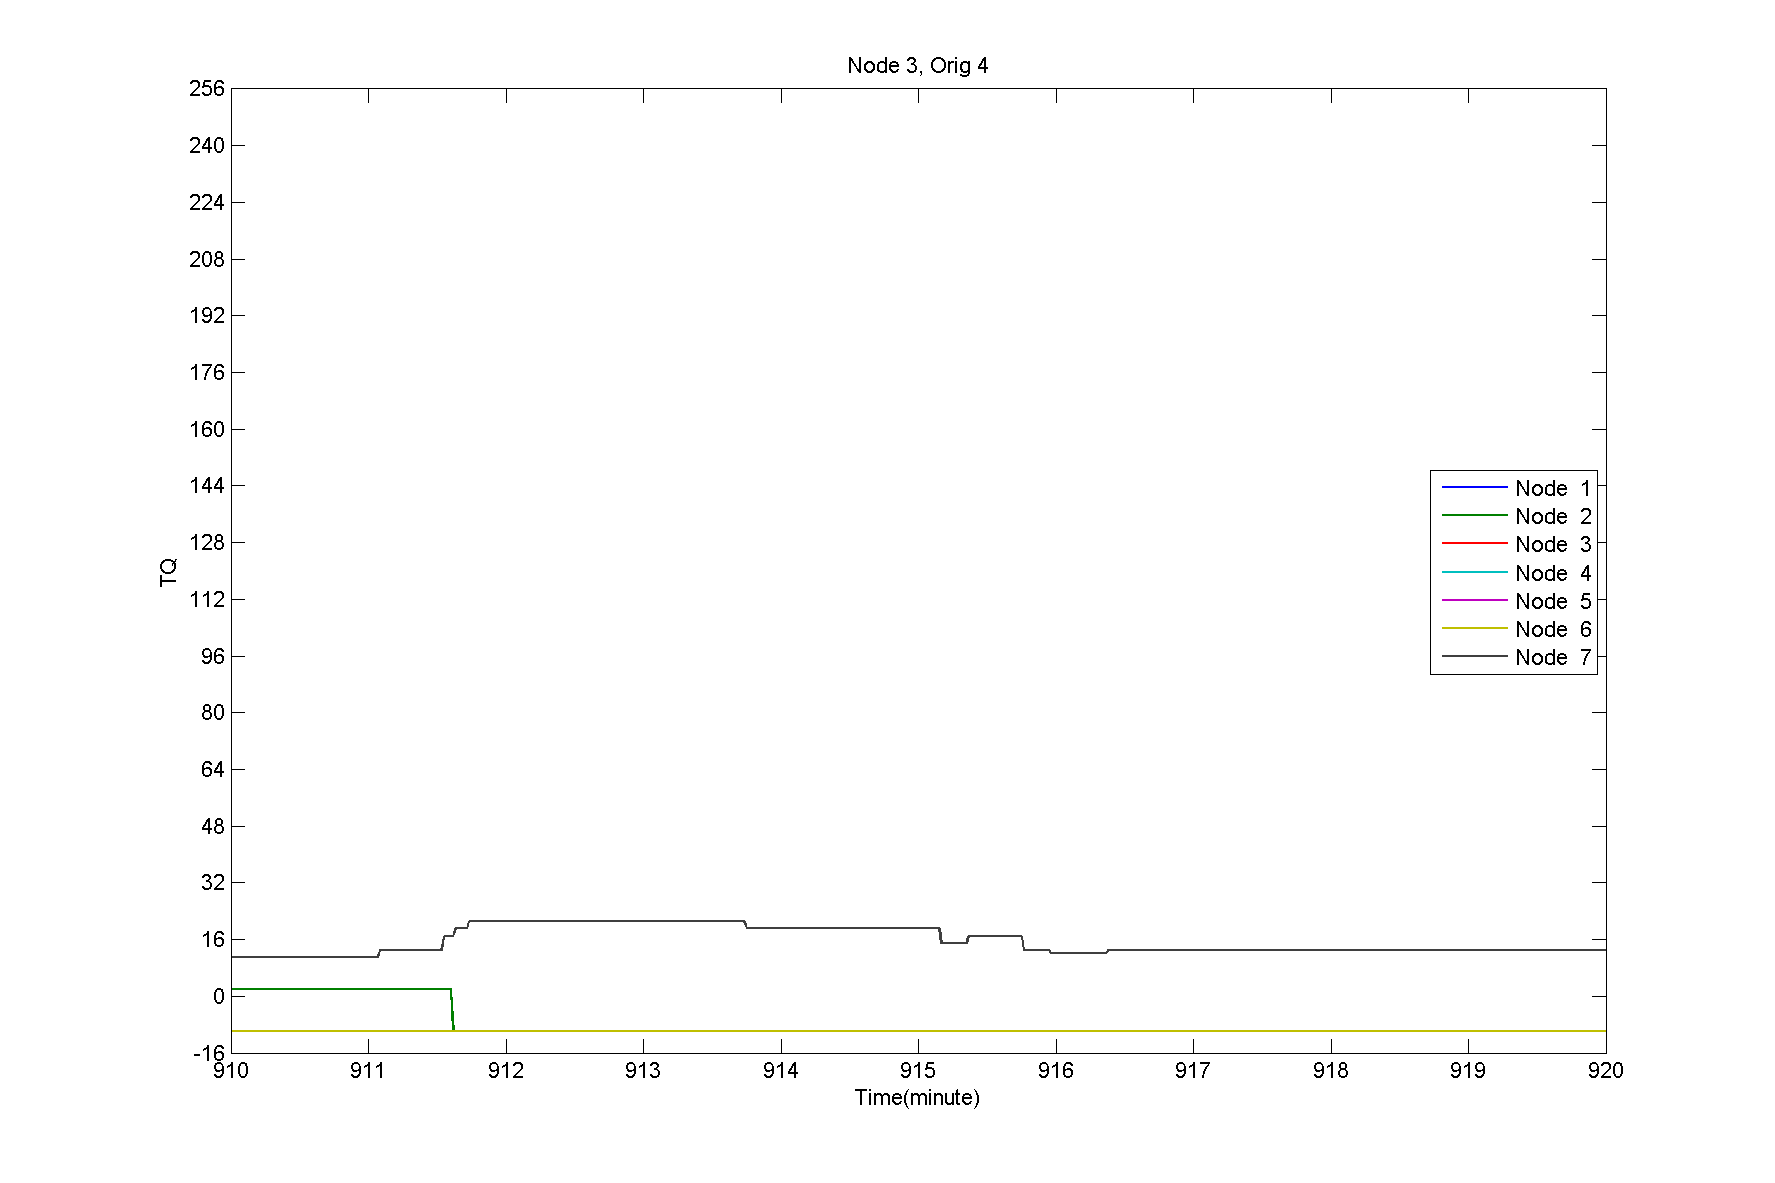 Node 3, Orig 4
256
240
224
208
192
176
160
144
128
112
96
80
64
48
32
16
0
-16
TQ
Node 1
Node 2
Node 3
Node 4
Node 5
Node 6
Node 7
910 911 912 913 914 915 916 917 918 919 920
Time(minute)